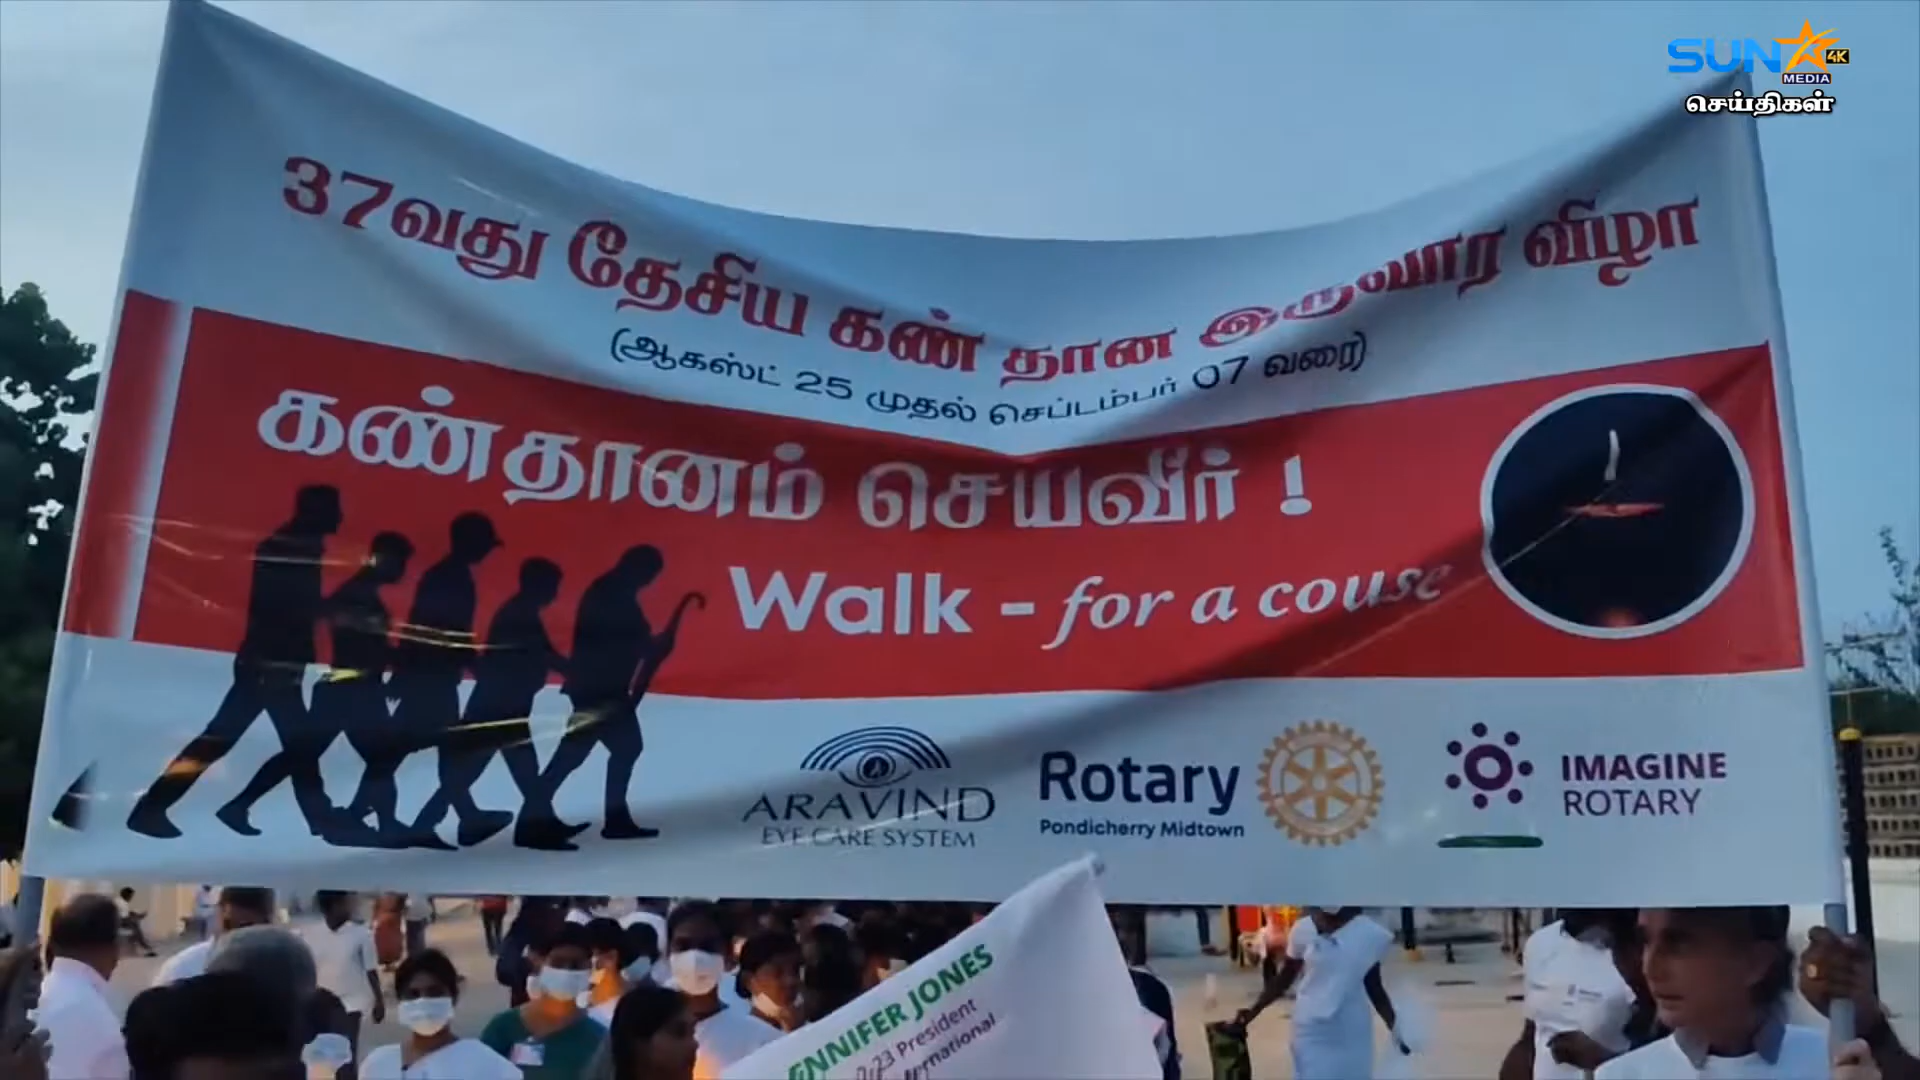 SUN
4K
MEDIA
செய்திகள்
37வது தேசிய கண் தான இருவார விழா
(ஆகஸ்ட் 25 முதல் செப்டம்பர் 07 வரை)
கண்தானம் செய்வீர் !
Walk - for a couse
ARAVIND
EYE CARE SYSTEM
Rotary
Pondicherry Midtown
IMAGINE
ROTARY
JENNIFER JONES
President